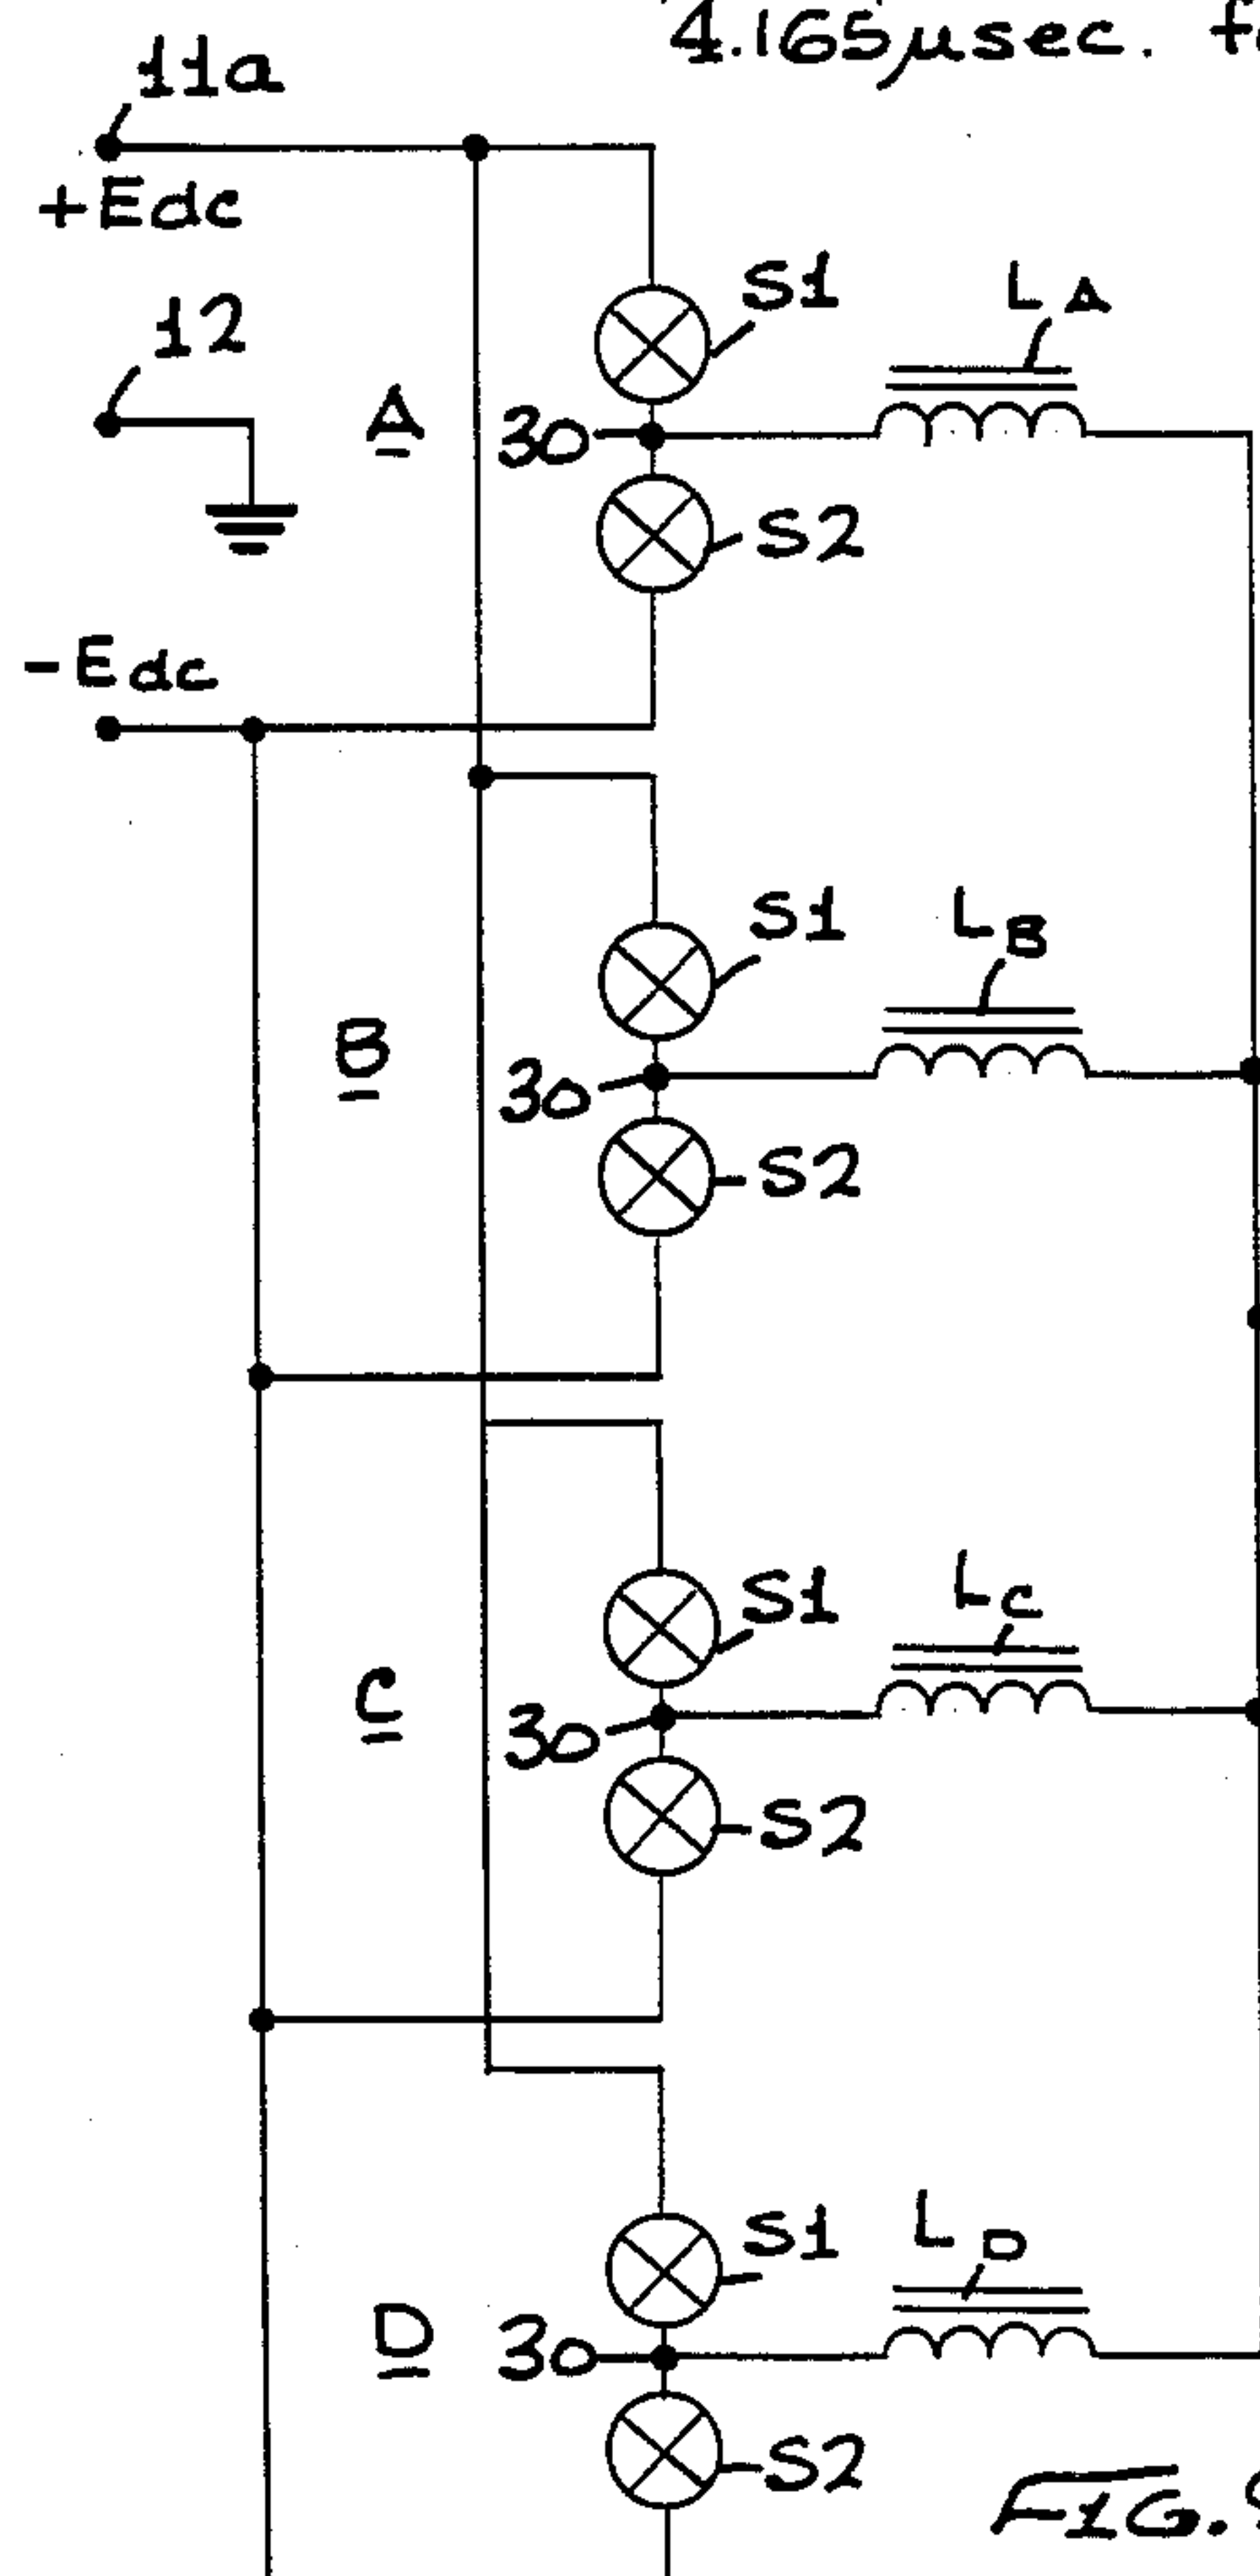 4.165µsec.
11a
+Edc
12
A
S1
LA
30
S2
-Edc
B
S1
LB
30
S2
C
S1
LC
30
S2
D
S1
LD
30
S2
FIG.